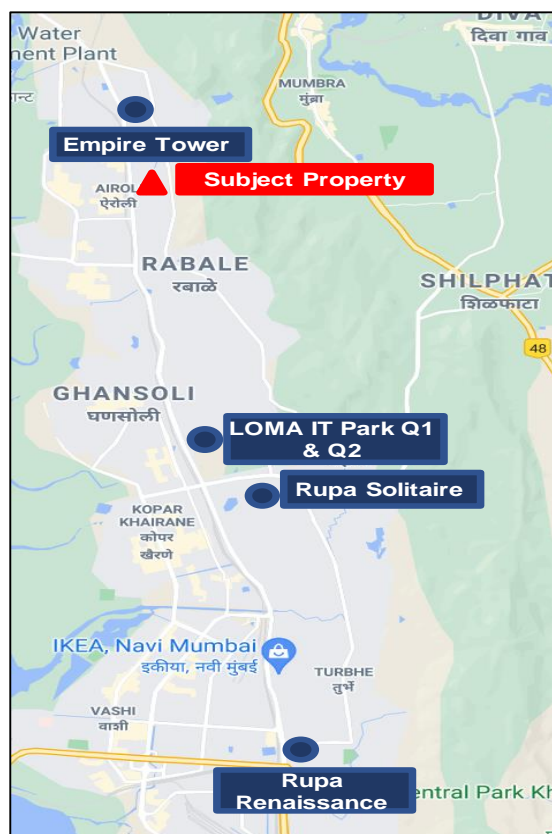 DIVA
दिवा गाव
Water
ment Plant
MUMBRA
मुंब्रा
Empire Tower
Subject Property
AIROL
ऐरोली
RABALE
रबाळे
SHILPHAT
शिळफाटा
48
GHANSOLI
घणसोली
LOMA IT Park Q1
& Q2
Rupa Solitaire
KOPAR
KHAIRANE
कोपर
खैरणे
IKEA, Navi Mumbai
इकीया, नवी मुंबई
TURBHE
तुर्भे
VASHI
वाशी
Rupa
Renaissance
entral Park Kh